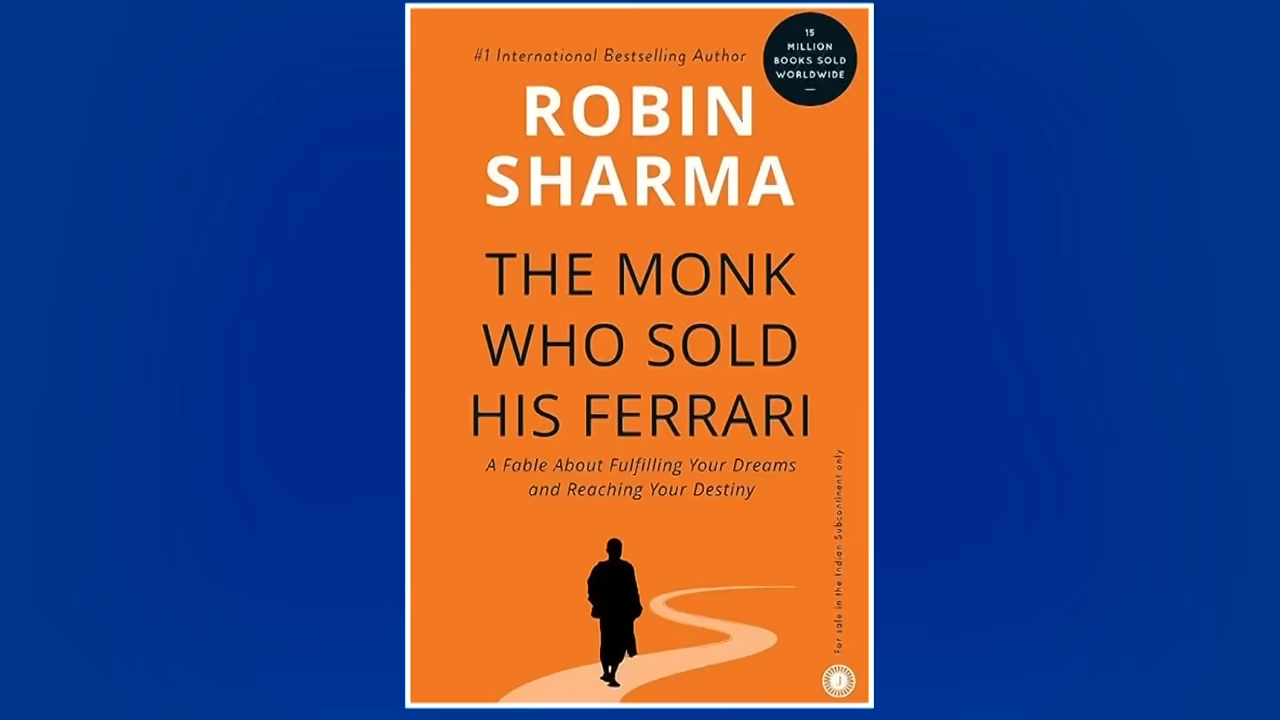 #1 International Bestselling Author
15
MILLION
BOOKS SOLD
WORLDWIDE
ROBIN
SHARMA
THE MONK
WHO SOLD
HIS FERRARI
A Fable About Fulfilling Your Dreams
and Reaching Your Destiny
For sale in the Indian Subcontinent only
J